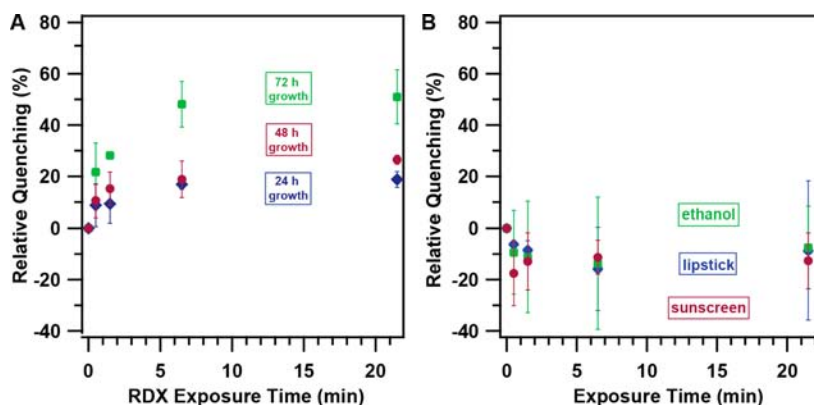 A
80
60
40
20
0
-20
-40
Relative Quenching (%)
72 h
growth
48 h
growth
24 h
growth
0
5
10
15
20
RDX Exposure Time (min)
B
80
60
40
20
0
-20
-40
Relative Quenching (%)
ethanol
lipstick
sunscreen
0
5
10
15
20
Exposure Time (min)